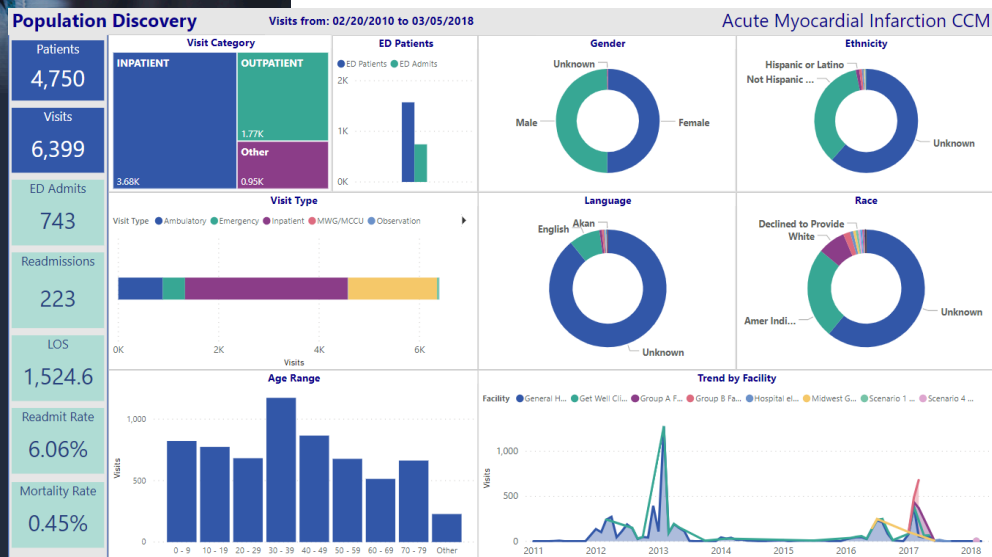 Population Discovery
Visits from: 02/20/2010 to 03/05/2018
Acute Myocardial Infarction CCM
Patients
4,750
Visits
6,399
ED Admits
743
Readmissions
223
LOS
1,524.6
Readmit Rate
6.06%
Mortality Rate
0.45%
Visit Category
INPATIENT
3.68K
OUTPATIENT
1.77K
Other
0.95K
ED Patients
ED Patients ED Admits
2K
1K
0K
Gender
Unknown
Male
Female
Ethnicity
Hispanic or Latino
Not Hispanic ...
Unknown
Visit Type
Visit Type Ambulatory Emergency Inpatient MWG/MCCU Observation
0K 2K 4K 6K
Visits
Language
English
Akan
Unknown
Race
Declined to Provide
White
Amer Indi...
Unknown
Age Range
Visits
1,000
500
0
0 - 9 10 - 19 20 - 29 30 - 39 40 - 49 50 - 59 60 - 69 70 - 79 Other
Trend by Facility
Facility General H... Get Well Cli... Group A F... Group B Fa... Hospital el... Midwest G... Scenario 1 ... Scenario 4 ...
Visits
1,000
500
0
2011 2012 2013 2014 2015 2016 2017 2018